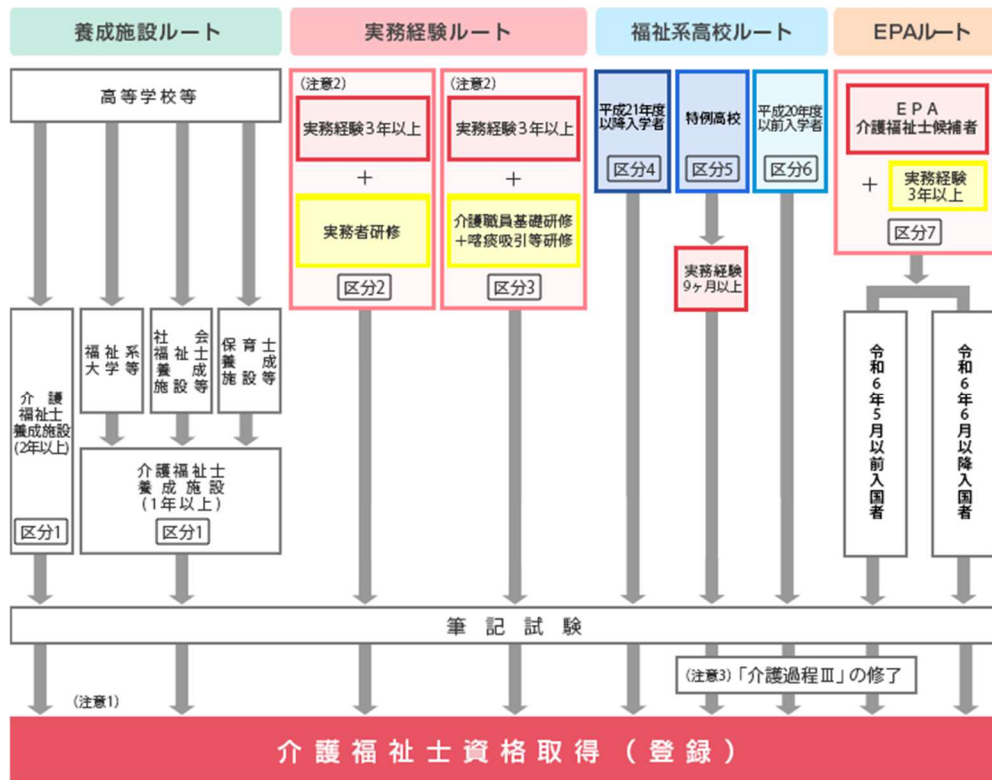 養成施設ルート
実務経験ルート
福祉系高校ルート
EPAルート
高等学校等
介護
福祉士
養成施設
(2年以上)
区分1
福祉系
大学等
社会
福祉士
養成
施設等
保育士
養成
施設等
介護福祉士
養成施設
(1年以上)
区分1
(注意2)
実務経験3年以上
+
実務者研修
区分2
(注意2)
実務経験3年以上
+
介護職員基礎研修
+喀痰吸引等研修
区分3
平成21年度
以降入学者
区分4
特例高校
区分5
実務経験
9ヶ月以上
平成20年度
以前入学者
区分6
EPA
介護福祉士候補者
+
実務経験
3年以上
区分7
令和6年5月以前入国者
令和6年6月以降入国者
筆記試験
(注意3)「介護過程Ⅲ」の修了
(注意1)
介護福祉士資格取得(登録)